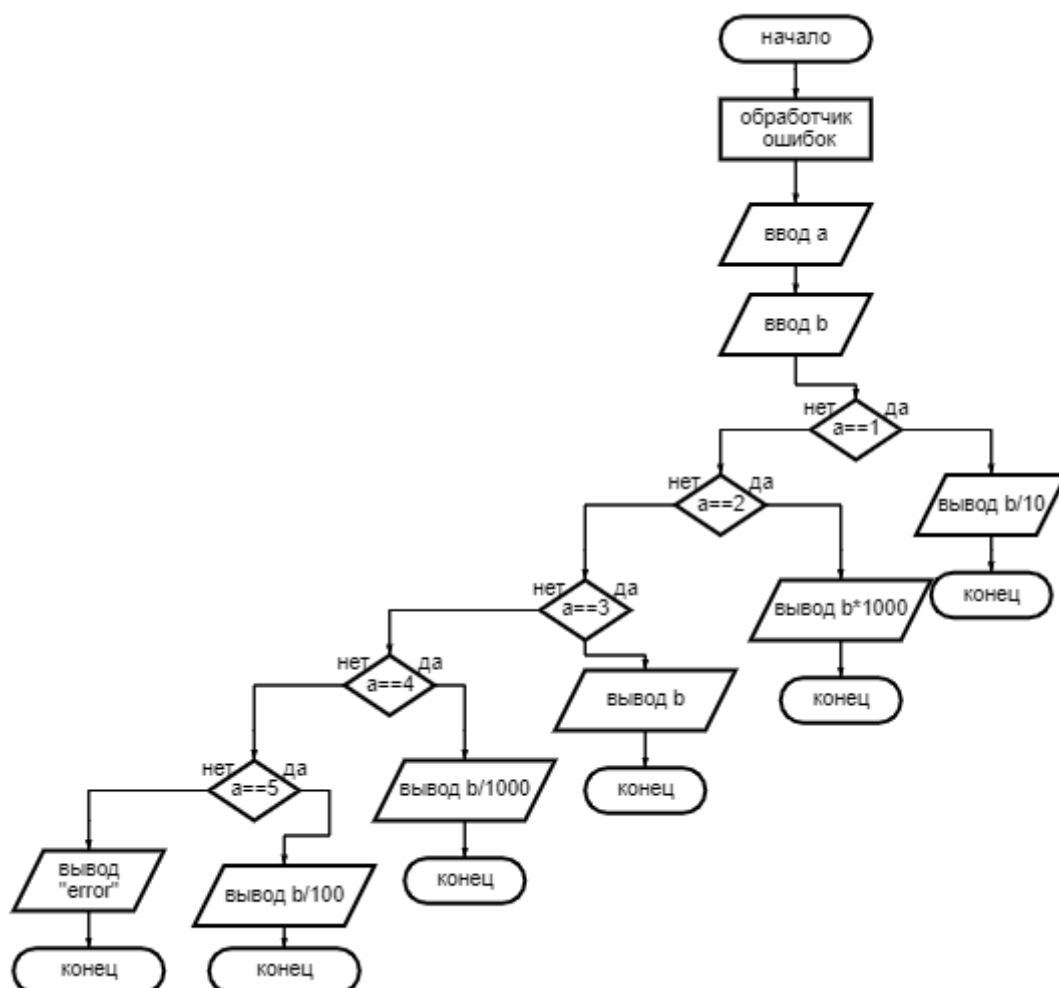 начало
обработчик
ошибок
ввод a
ввод b
нет
да
a==1
нет
да
a==2
вывод b/10
нет
да
a==3
вывод b*1000
конец
нет
да
a==4
вывод b
конец
нет
да
a==5
вывод b/1000
конец
вывод
"error"
вывод b/100
конец
конец
конец